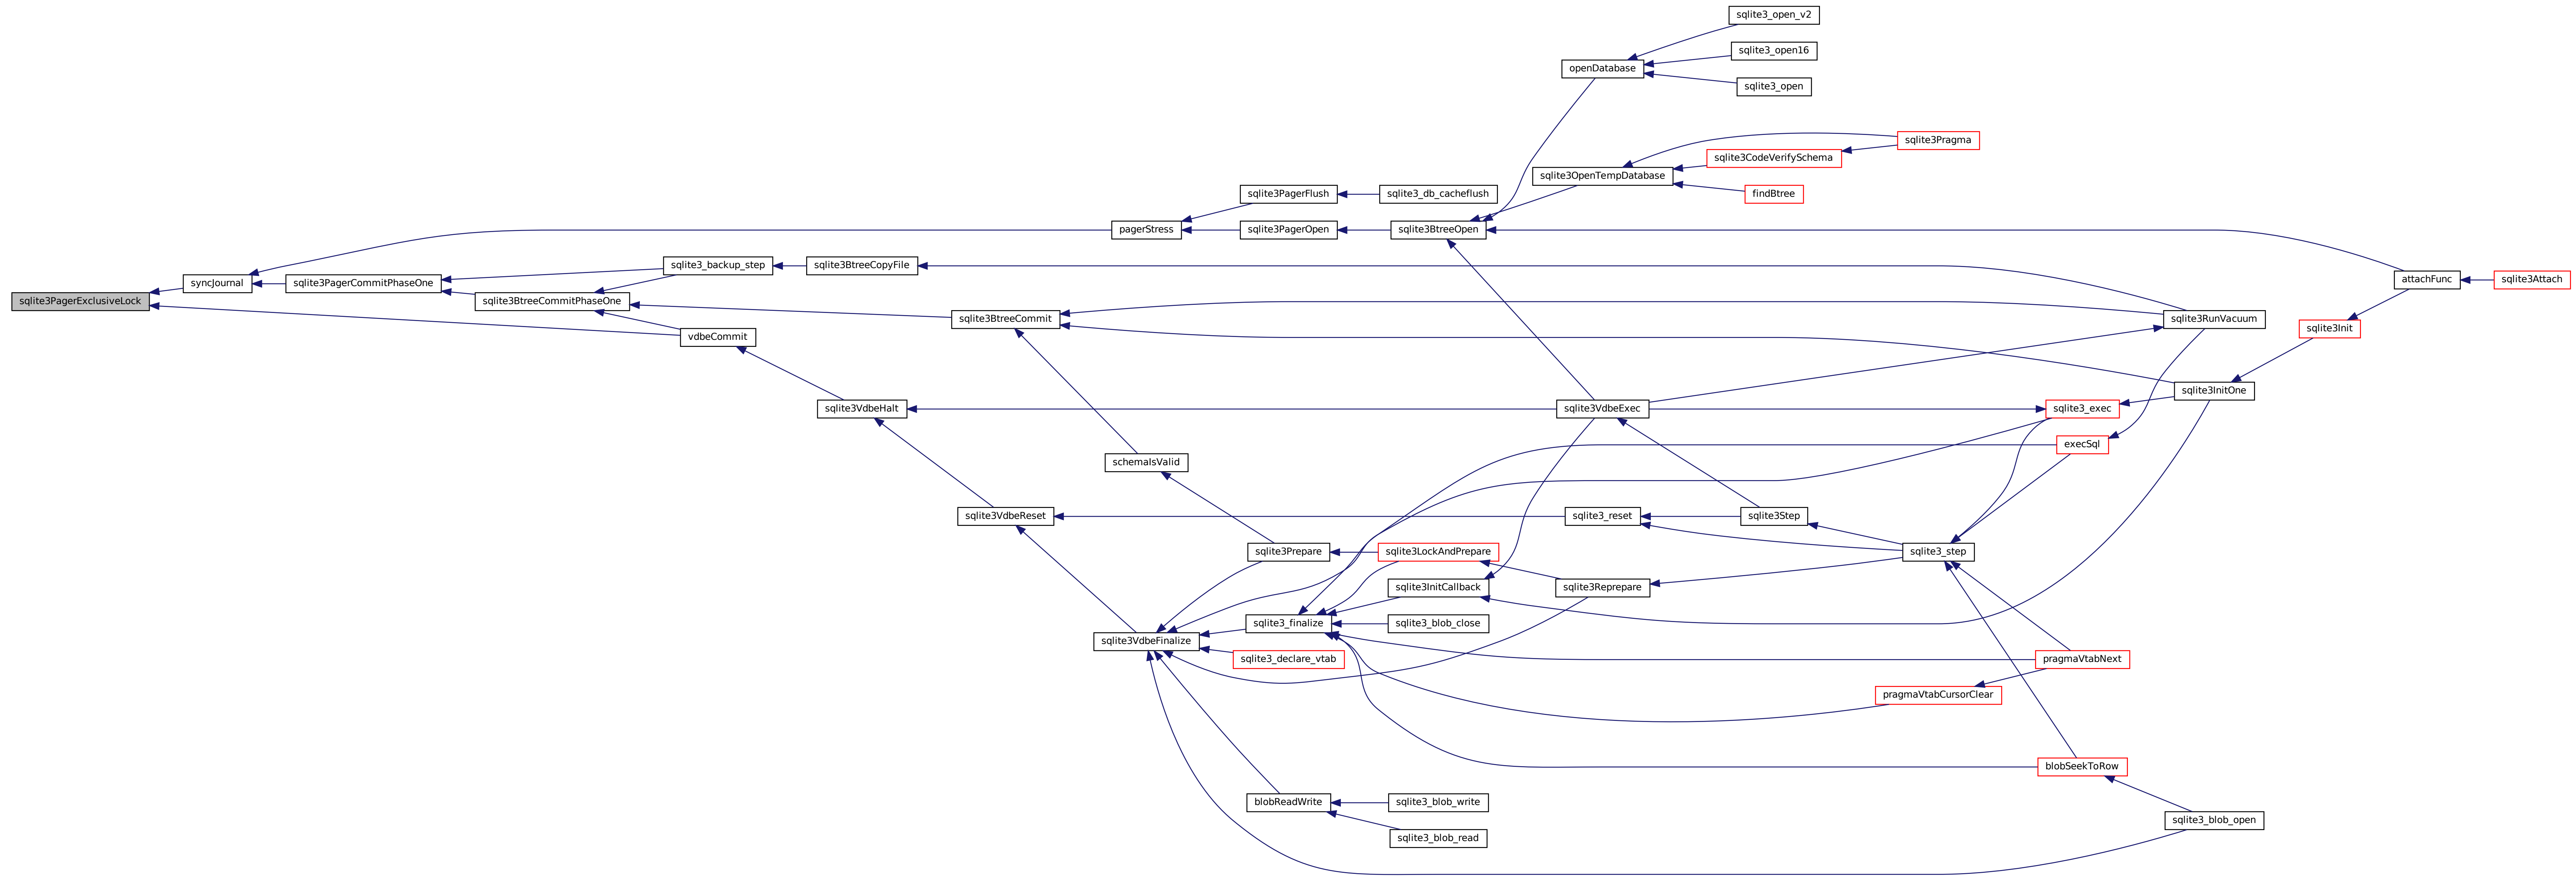 sqlite3PagerExclusiveLock
syncJournal
sqlite3PagerCommitPhaseOne
sqlite3BtreeCommitPhaseOne
sqlite3_backup_step
vdbeCommit
sqlite3BtreeCopyFile
sqlite3VdbeHalt
sqlite3BtreeCommit
sqlite3VdbeReset
pagerStress
schemaIsValid
sqlite3VdbeFinalize
sqlite3PagerFlush
sqlite3PagerOpen
sqlite3Prepare
sqlite3_finalize
sqlite3_declare_vtab
blobReadWrite
sqlite3_db_cacheflush
sqlite3BtreeOpen
sqlite3LockAndPrepare
sqlite3InitCallback
sqlite3_blob_close
sqlite3_blob_write
sqlite3_blob_read
openDatabase
sqlite3OpenTempDatabase
sqlite3VdbeExec
sqlite3_reset
sqlite3Reprepare
sqlite3_open_v2
sqlite3_open16
sqlite3_open
sqlite3CodeVerifySchema
findBtree
sqlite3Step
sqlite3Pragma
sqlite3_step
pragmaVtabCursorClear
sqlite3_exec
execSql
pragmaVtabNext
blobSeekToRow
sqlite3RunVacuum
sqlite3InitOne
sqlite3_blob_open
sqlite3Init
attachFunc
sqlite3Attach